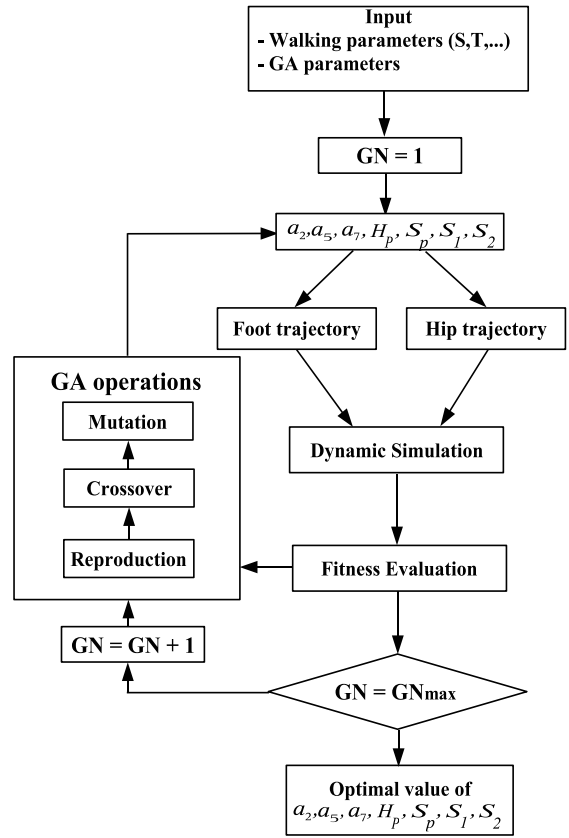 Input
- Walking parameters (S,T,...)
- GA parameters
GN = 1
a2,a5, a7, Hp, Sp, S1, S2
Foot trajectory
Hip trajectory
GA operations
Mutation
Crossover
Reproduction
Dynamic Simulation
Fitness Evaluation
GN = GN + 1
GN = GNmax
Optimal value of
a2,a5, a7, Hp, Sp, S1, S2